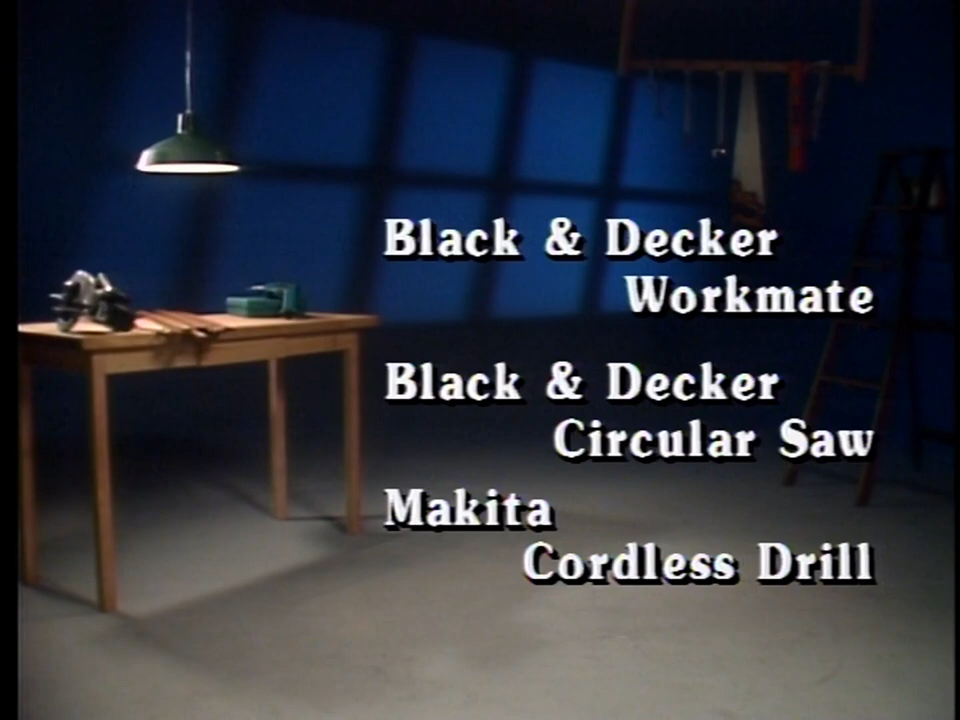 Black & Decker
Workmate
Black & Decker
Circular Saw
Makita
Cordless Drill